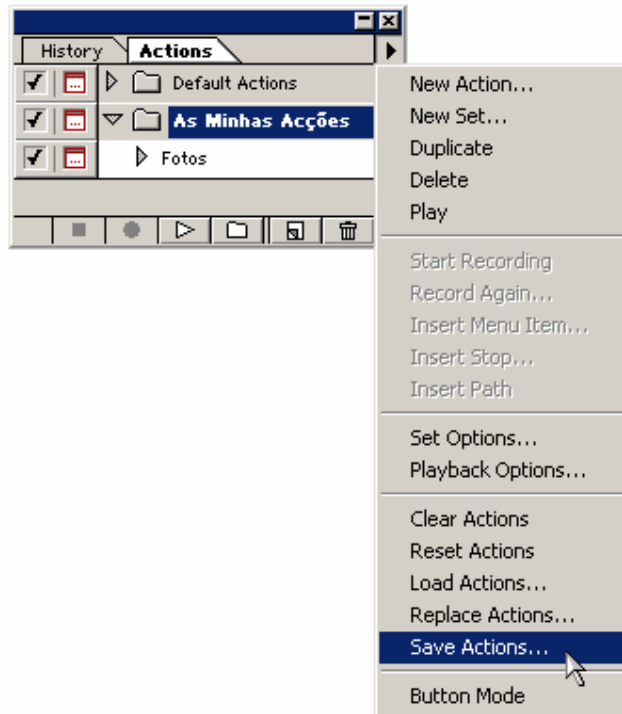 History Actions
Default Actions
As Minhas Acções
Fotos
New Action...
New Set...
Duplicate
Delete
Play
Start Recording
Record Again...
Insert Menu Item...
Insert Stop...
Insert Path
Set Options...
Playback Options...
Clear Actions
Reset Actions
Load Actions...
Replace Actions...
Save Actions...
Button Mode